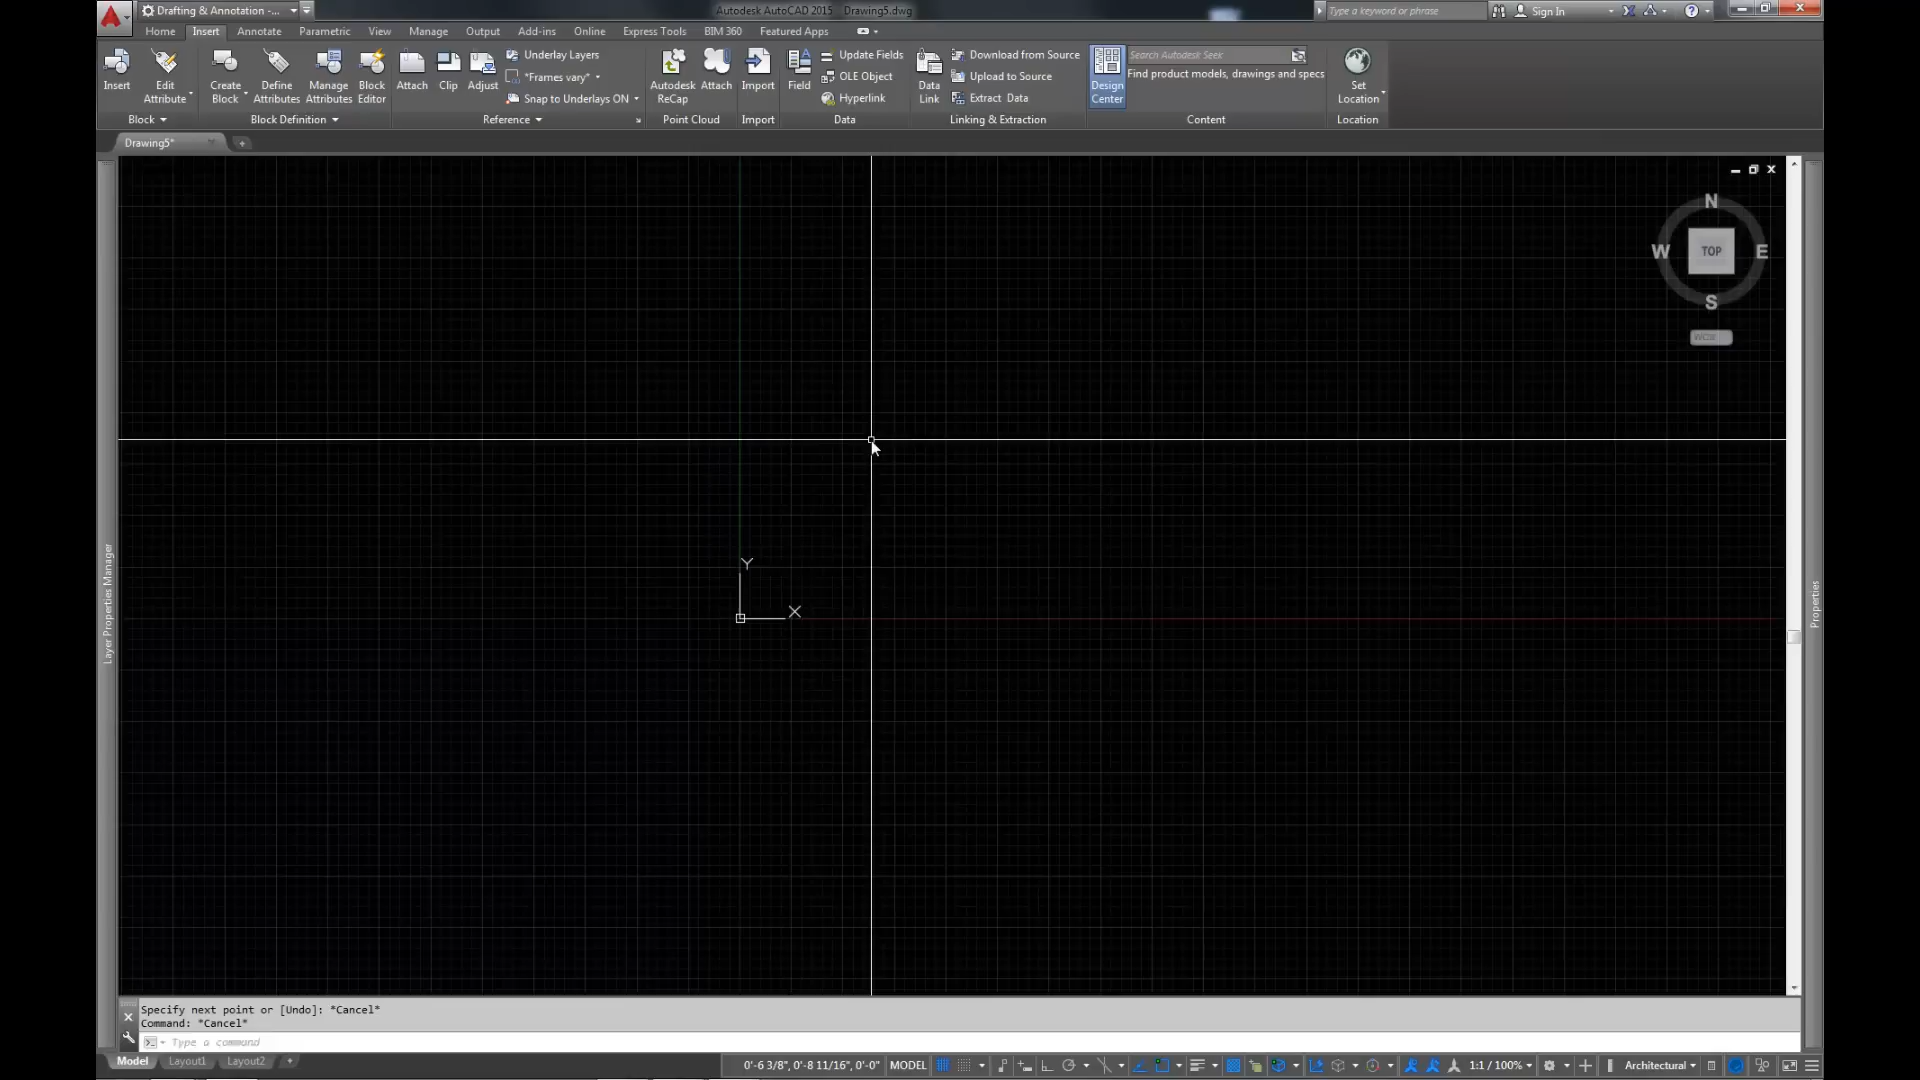 Drafting & Annotation -...
Autodesk AutoCAD 2015 Drawing5.dwg
Type a keyword or phrase
Sign In
Home Insert Annotate Parametric View Manage Output Add-ins Online Express Tools BIM 360 Featured Apps
Insert
Edit
Attribute
Block
Create
Block
Define
Attributes
Manage
Attributes
Block
Editor
Block Definition
Attach
Clip
Adjust
Underlay Layers
*Frames vary*
Snap to Underlays ON
Reference
Autodesk
ReCap
Attach
Point Cloud
Import
Import
Field
Update Fields
OLE Object
Hyperlink
Data
Data
Link
Download from Source
Upload to Source
Extract Data
Linking & Extraction
Design
Center
Search Autodesk Seek
Find product models, drawings and specs
Content
Set
Location
Location
Drawing5*
N
W
TOP
E
S
WCS
Y
X
Layer Properties Manager
Properties
Specify next point or [Undo]: *Cancel*
Command: *Cancel*
Type a command
Model Layout1 Layout2
0'-6 3/8", 0'-8 11/16", 0'-0" MODEL
1:1 / 100%
Architectural